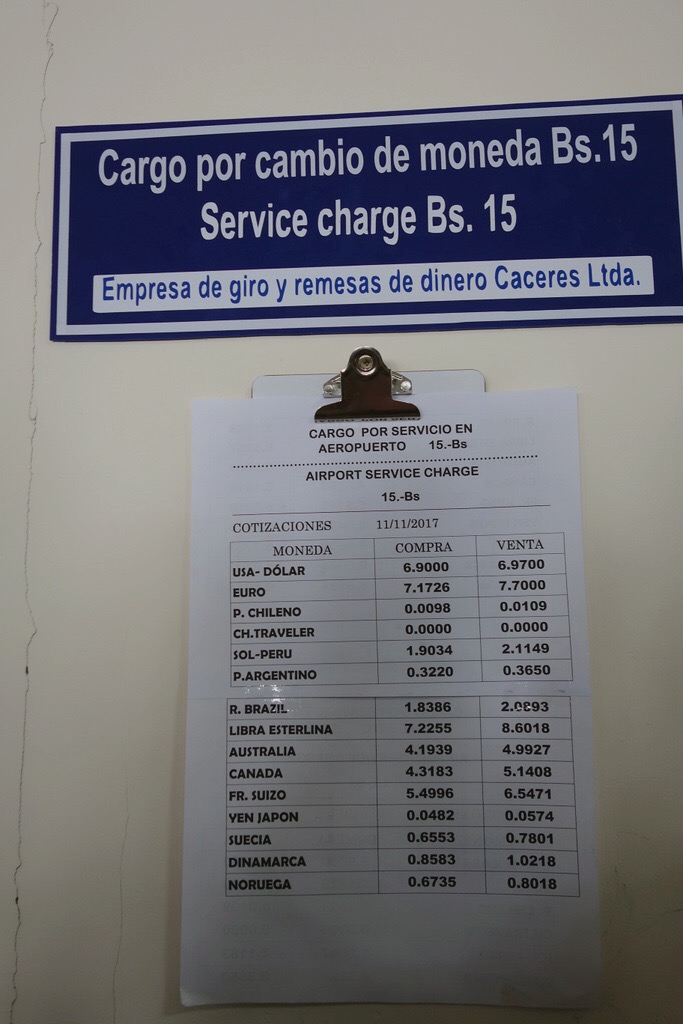 Cargo por cambio de moneda Bs.15
Service charge Bs. 15
Empresa de giro y remesas de dinero Caceres Ltda.
CARGO POR SERVICIO EN
AEROPUERTO 15.-Bs
AIRPORT SERVICE CHARGE
15.-Bs
COTIZACIONES 11/11/2017
MONEDA COMPRA VENTA
USA- DÓLAR 6.9000 6.9700
EURO 7.1726 7.7000
P. CHILENO 0.0098 0.0109
CH.TRAVELER 0.0000 0.0000
SOL-PERU 1.9034 2.1149
P.ARGENTINO 0.3220 0.3650
R. BRAZIL 1.8386 2.0893
LIBRA ESTERLINA 7.2255 8.6018
AUSTRALIA 4.1939 4.9927
CANADA 4.3183 5.1408
FR. SUIZO 5.4996 6.5471
YEN JAPON 0.0482 0.0574
SUECIA 0.6553 0.7801
DINAMARCA 0.8583 1.0218
NORUEGA 0.6735 0.8018